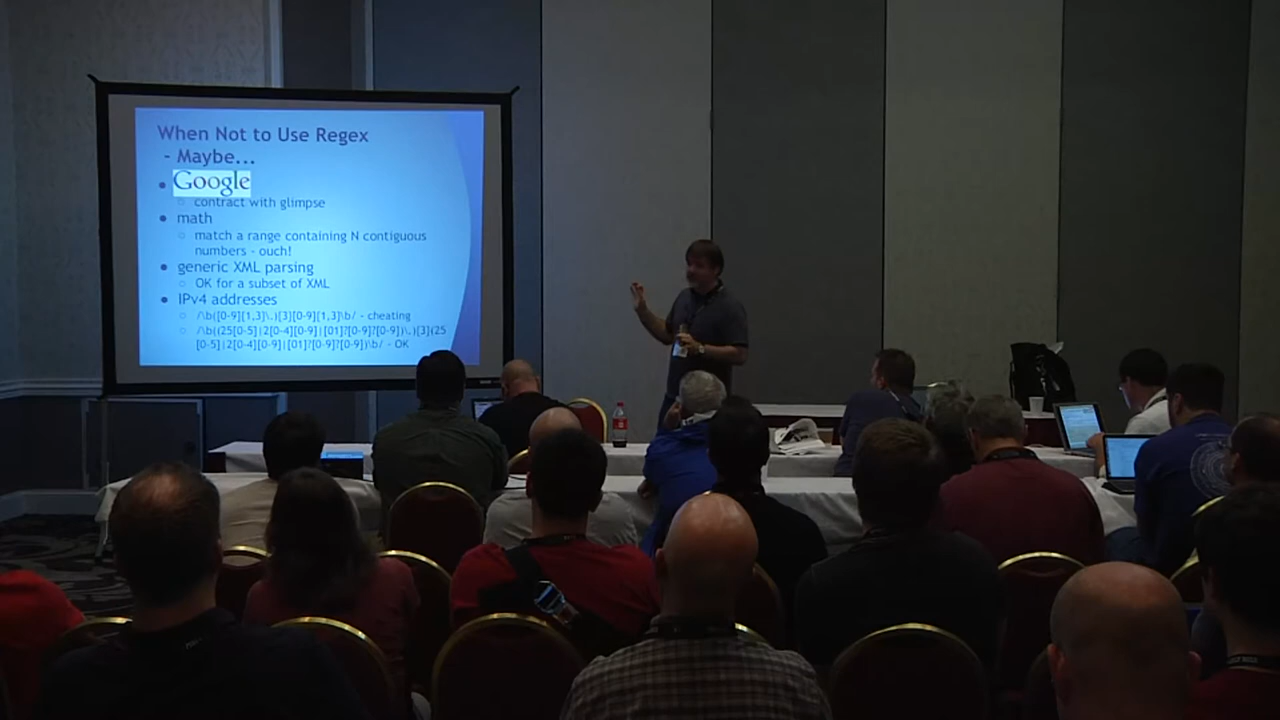 When Not to Use Regex
- Maybe...
• Google
○ contract with glimpse
• math
○ match a range containing N contiguous
numbers - ouch!
• generic XML parsing
○ OK for a subset of XML
• IPv4 addresses
○ /\b([0-9]{1,3}\.){3}[0-9]{1,3}\b/ - cheating
○ /\b((25[0-5]|2[0-4][0-9]|[01]?[0-9]?[0-9])\.){3}(25
[0-5]|2[0-4][0-9]|[01]?[0-9]?[0-9])\b/ - OK